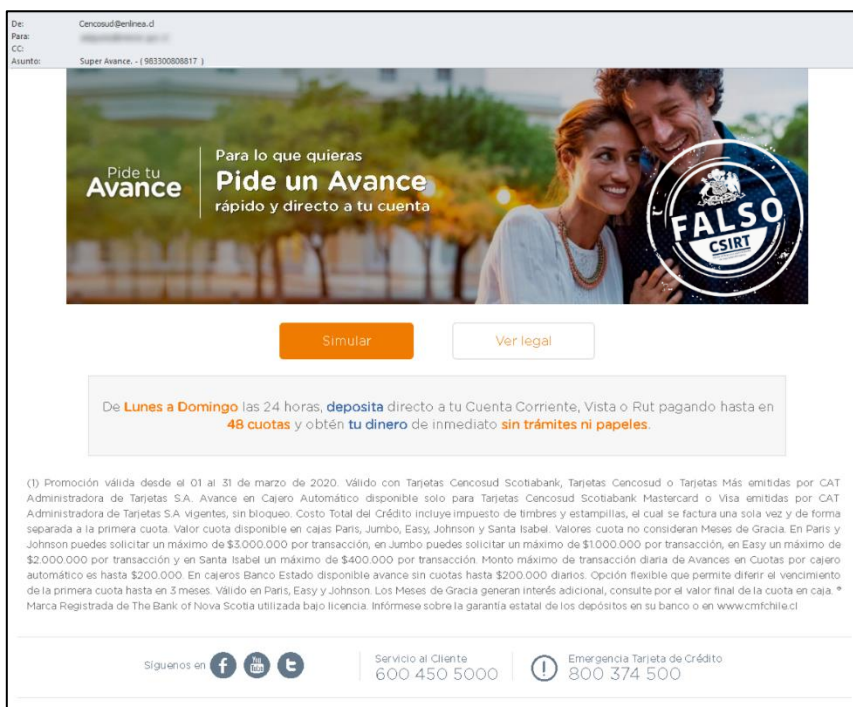 De: Cencosud@enlinea.cl
Para:
CC:
Asunto: Super Avance. - ( 983300808817 )
Pide tu
Avance
Para lo que quieras
Pide un Avance
rápido y directo a tu cuenta
FALSO
CSIRT
Simular
Ver legal
De Lunes a Domingo las 24 horas, deposita directo a tu Cuenta Corriente, Vista o Rut pagando hasta en
48 cuotas y obtén tu dinero de inmediato sin trámites ni papeles.
(1) Promoción válida desde el 01 al 31 de marzo de 2020. Válido con Tarjetas Cencosud Scotiabank, Tarjetas Cencosud o Tarjetas Más emitidas por CAT
Administradora de Tarjetas S.A. Avance en Cajero Automático disponible solo para Tarjetas Cencosud Scotiabank Mastercard o Visa emitidas por CAT
Administradora de Tarjetas S.A vigentes, sin bloqueo. Costo Total del Crédito incluye impuesto de timbres y estampillas, el cual se factura una sola vez y de forma
separada a la primera cuota. Valor cuota disponible en cajas Paris, Jumbo, Easy, Johnson y Santa Isabel. Valores cuota no consideran Meses de Gracia. En Paris y
Johnson puedes solicitar un máximo de $3.000.000 por transacción, en Jumbo puedes solicitar un máximo de $1.000.000 por transacción, en Easy un máximo de
$2.000.000 por transacción y en Santa Isabel un máximo de $400.000 por transacción. Monto máximo de transacción diaria de Avances en Cuotas por cajero
automático es hasta $200.000. En cajeros Banco Estado disponible avance sin cuotas hasta $200.000 diarios. Opción flexible que permite diferir el vencimiento
de la primera cuota hasta en 3 meses. Válido en Paris, Easy y Johnson. Los Meses de Gracia generan interés adicional, consulte por el valor final de la cuota en caja. ®
Marca Registrada de The Bank of Nova Scotia utilizada bajo licencia. Infórmese sobre la garantía estatal de los depósitos en su banco o en www.cmfchile.cl
Síguenos en
You
Tube
Servicio al Cliente
600 450 5000
Emergencia Tarjeta de Crédito
800 374 500